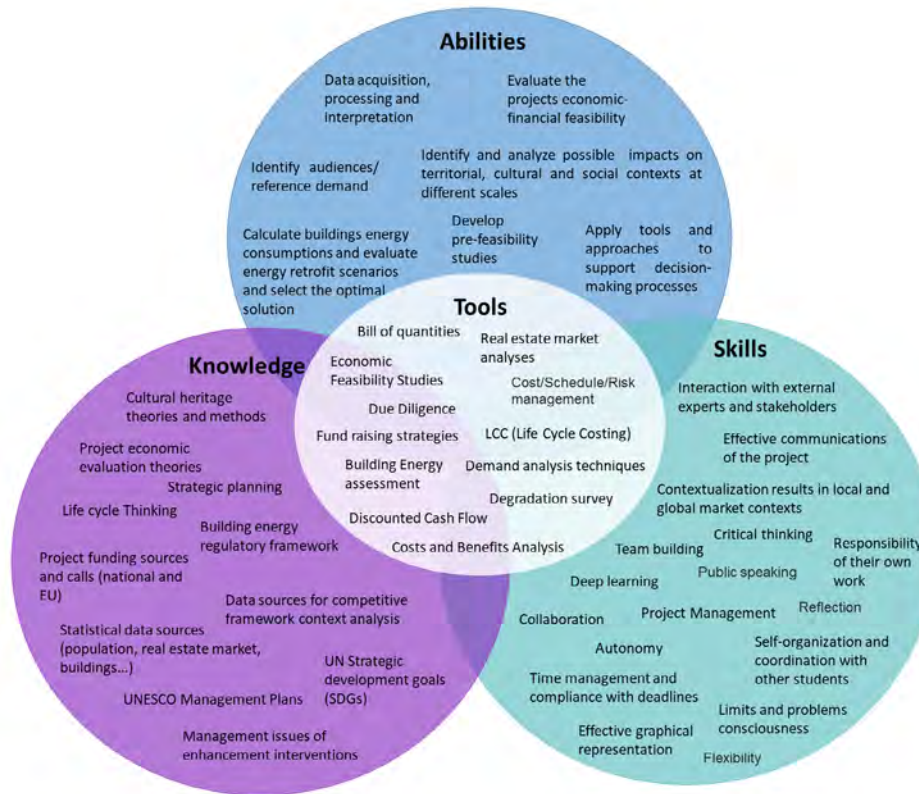 Abilities
Data acquisition,
processing and
interpretation
Evaluate the
projects economic-
financial feasibility
Identify audiences/
reference demand
Identify and analyze possible impacts on
territorial, cultural and social contexts at
different scales
Calculate buildings energy
consumptions and evaluate
energy retrofit scenarios
and select the optimal
solution
Develop
pre-feasibility
studies
Apply tools and
approaches to
support decision-
making processes
Tools
Bill of quantities
Real estate market
analyses
Economic
Feasibility Studies
Cost/Schedule/Risk
management
Due Diligence
Fund raising strategies
LCC (Life Cycle Costing)
Building Energy
assessment
Demand analysis techniques
Degradation survey
Discounted Cash Flow
Costs and Benefits Analysis
Knowledge
Cultural heritage
theories and methods
Project economic
evaluation theories
Strategic planning
Life cycle Thinking
Building energy
regulatory framework
Project funding sources
and calls (national and
EU)
Data sources for competitive
framework context analysis
Statistical data sources
(population, real estate market,
buildings...)
UN Strategic
development goals
(SDGs)
UNESCO Management Plans
Management issues of
enhancement interventions
Skills
Interaction with external
experts and stakeholders
Effective communications
of the project
Contextualization results in local and
global market contexts
Critical thinking
Team building
Responsibility
of their own
work
Deep learning
Public speaking
Collaboration
Project Management
Reflection
Autonomy
Self-organization and
coordination with
other students
Time management and
compliance with deadlines
Limits and problems
consciousness
Effective graphical
representation
Flexibility